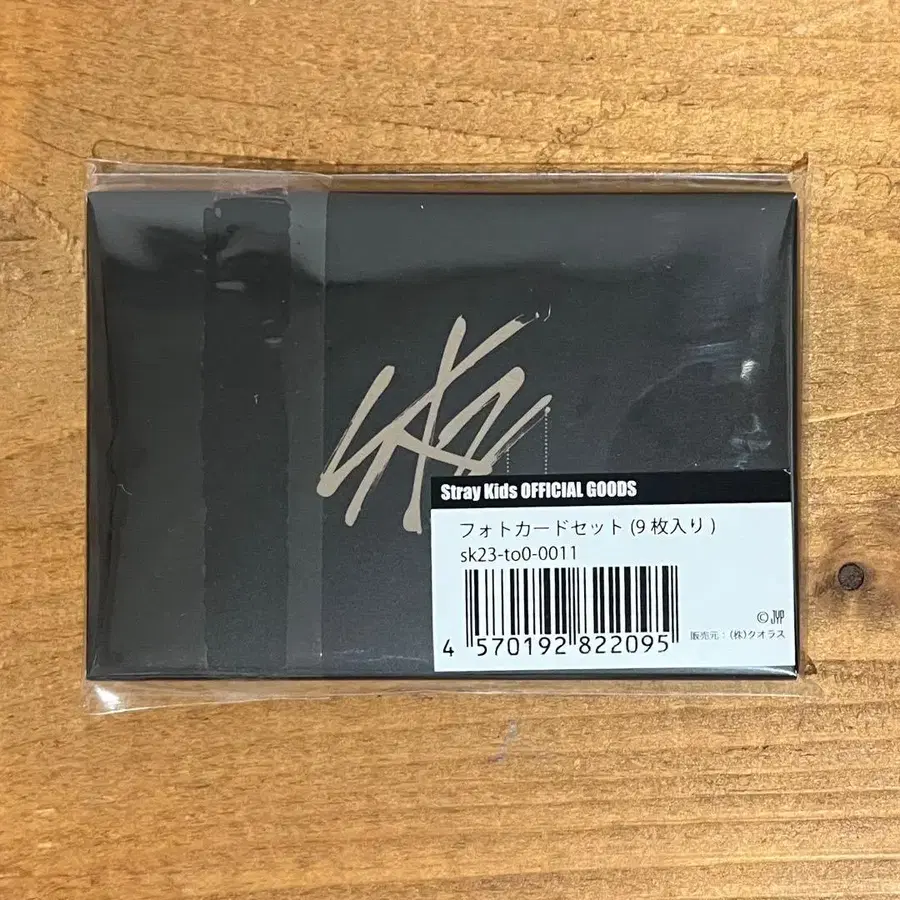 SKZ
Stray Kids OFFICIAL GOODS
フォトカードセット (9 枚入り )
sk23-to0-0011
4 570192 822095
© JYP
販売元 : (株) クオラス